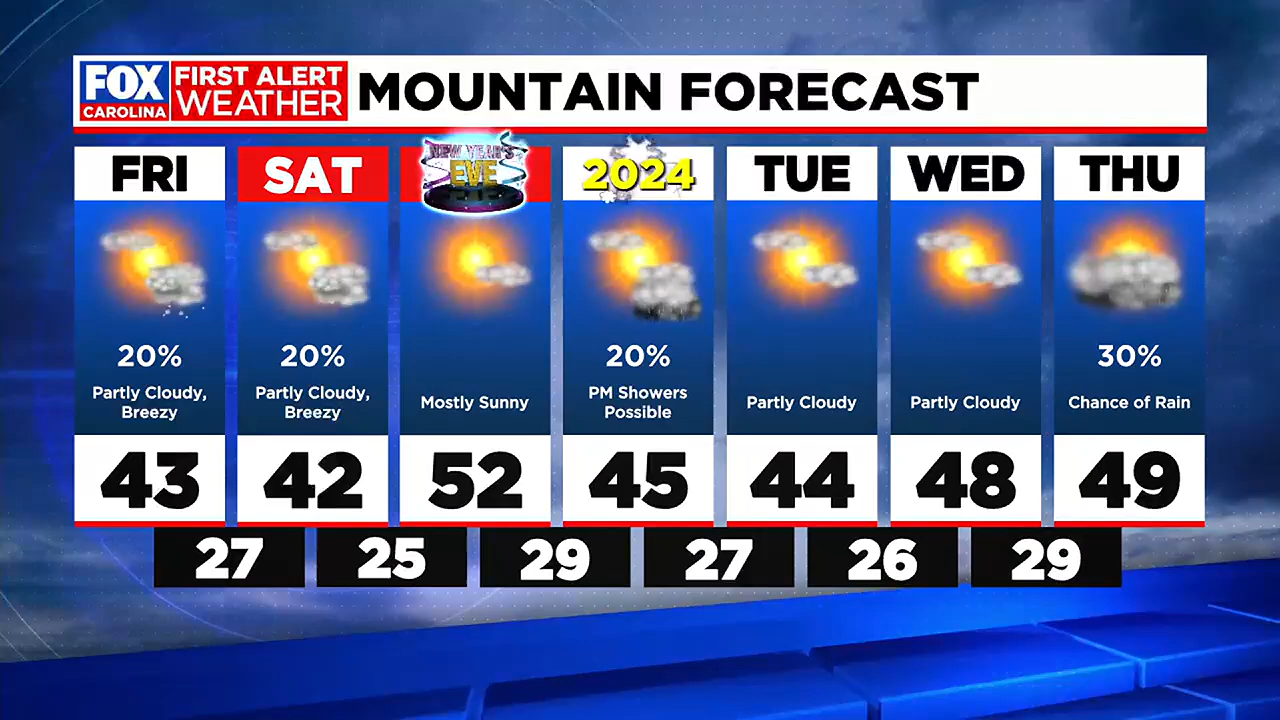 FOX
CAROLINA
FIRST ALERT
WEATHER
MOUNTAIN FORECAST
FRI
SAT
NEW YEAR'S
EVE
2024
TUE
WED
THU
20%
20%
20%
30%
Partly Cloudy,
Breezy
Partly Cloudy,
Breezy
Mostly Sunny
PM Showers
Possible
Partly Cloudy
Partly Cloudy
Chance of Rain
43
42
52
45
44
48
49
27
25
29
27
26
29